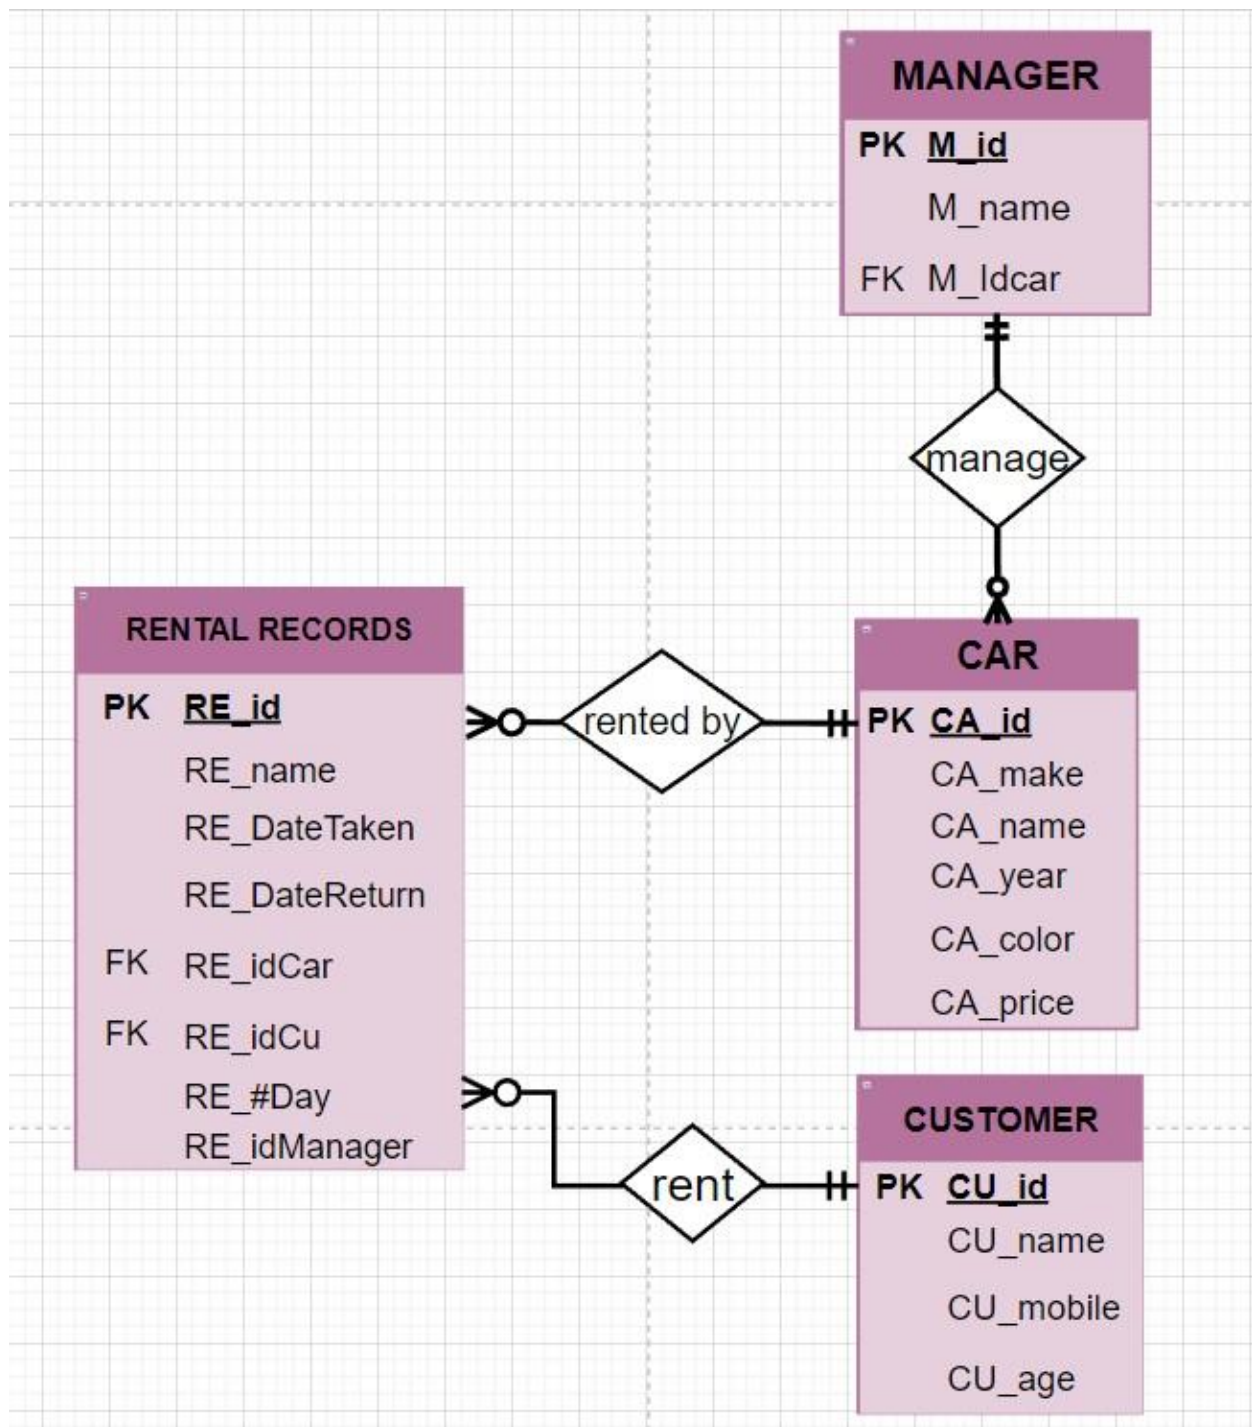 MANAGER
PK M_id
M_name
FK M_Idcar
manage
RENTAL RECORDS
PK RE_id
RE_name
RE_DateTaken
RE_DateReturn
FK RE_idCar
FK RE_idCu
RE_#Day
RE_idManager
rented by
CAR
PK CA_id
CA_make
CA_name
CA_year
CA_color
CA_price
rent
CUSTOMER
PK CU_id
CU_name
CU_mobile
CU_age